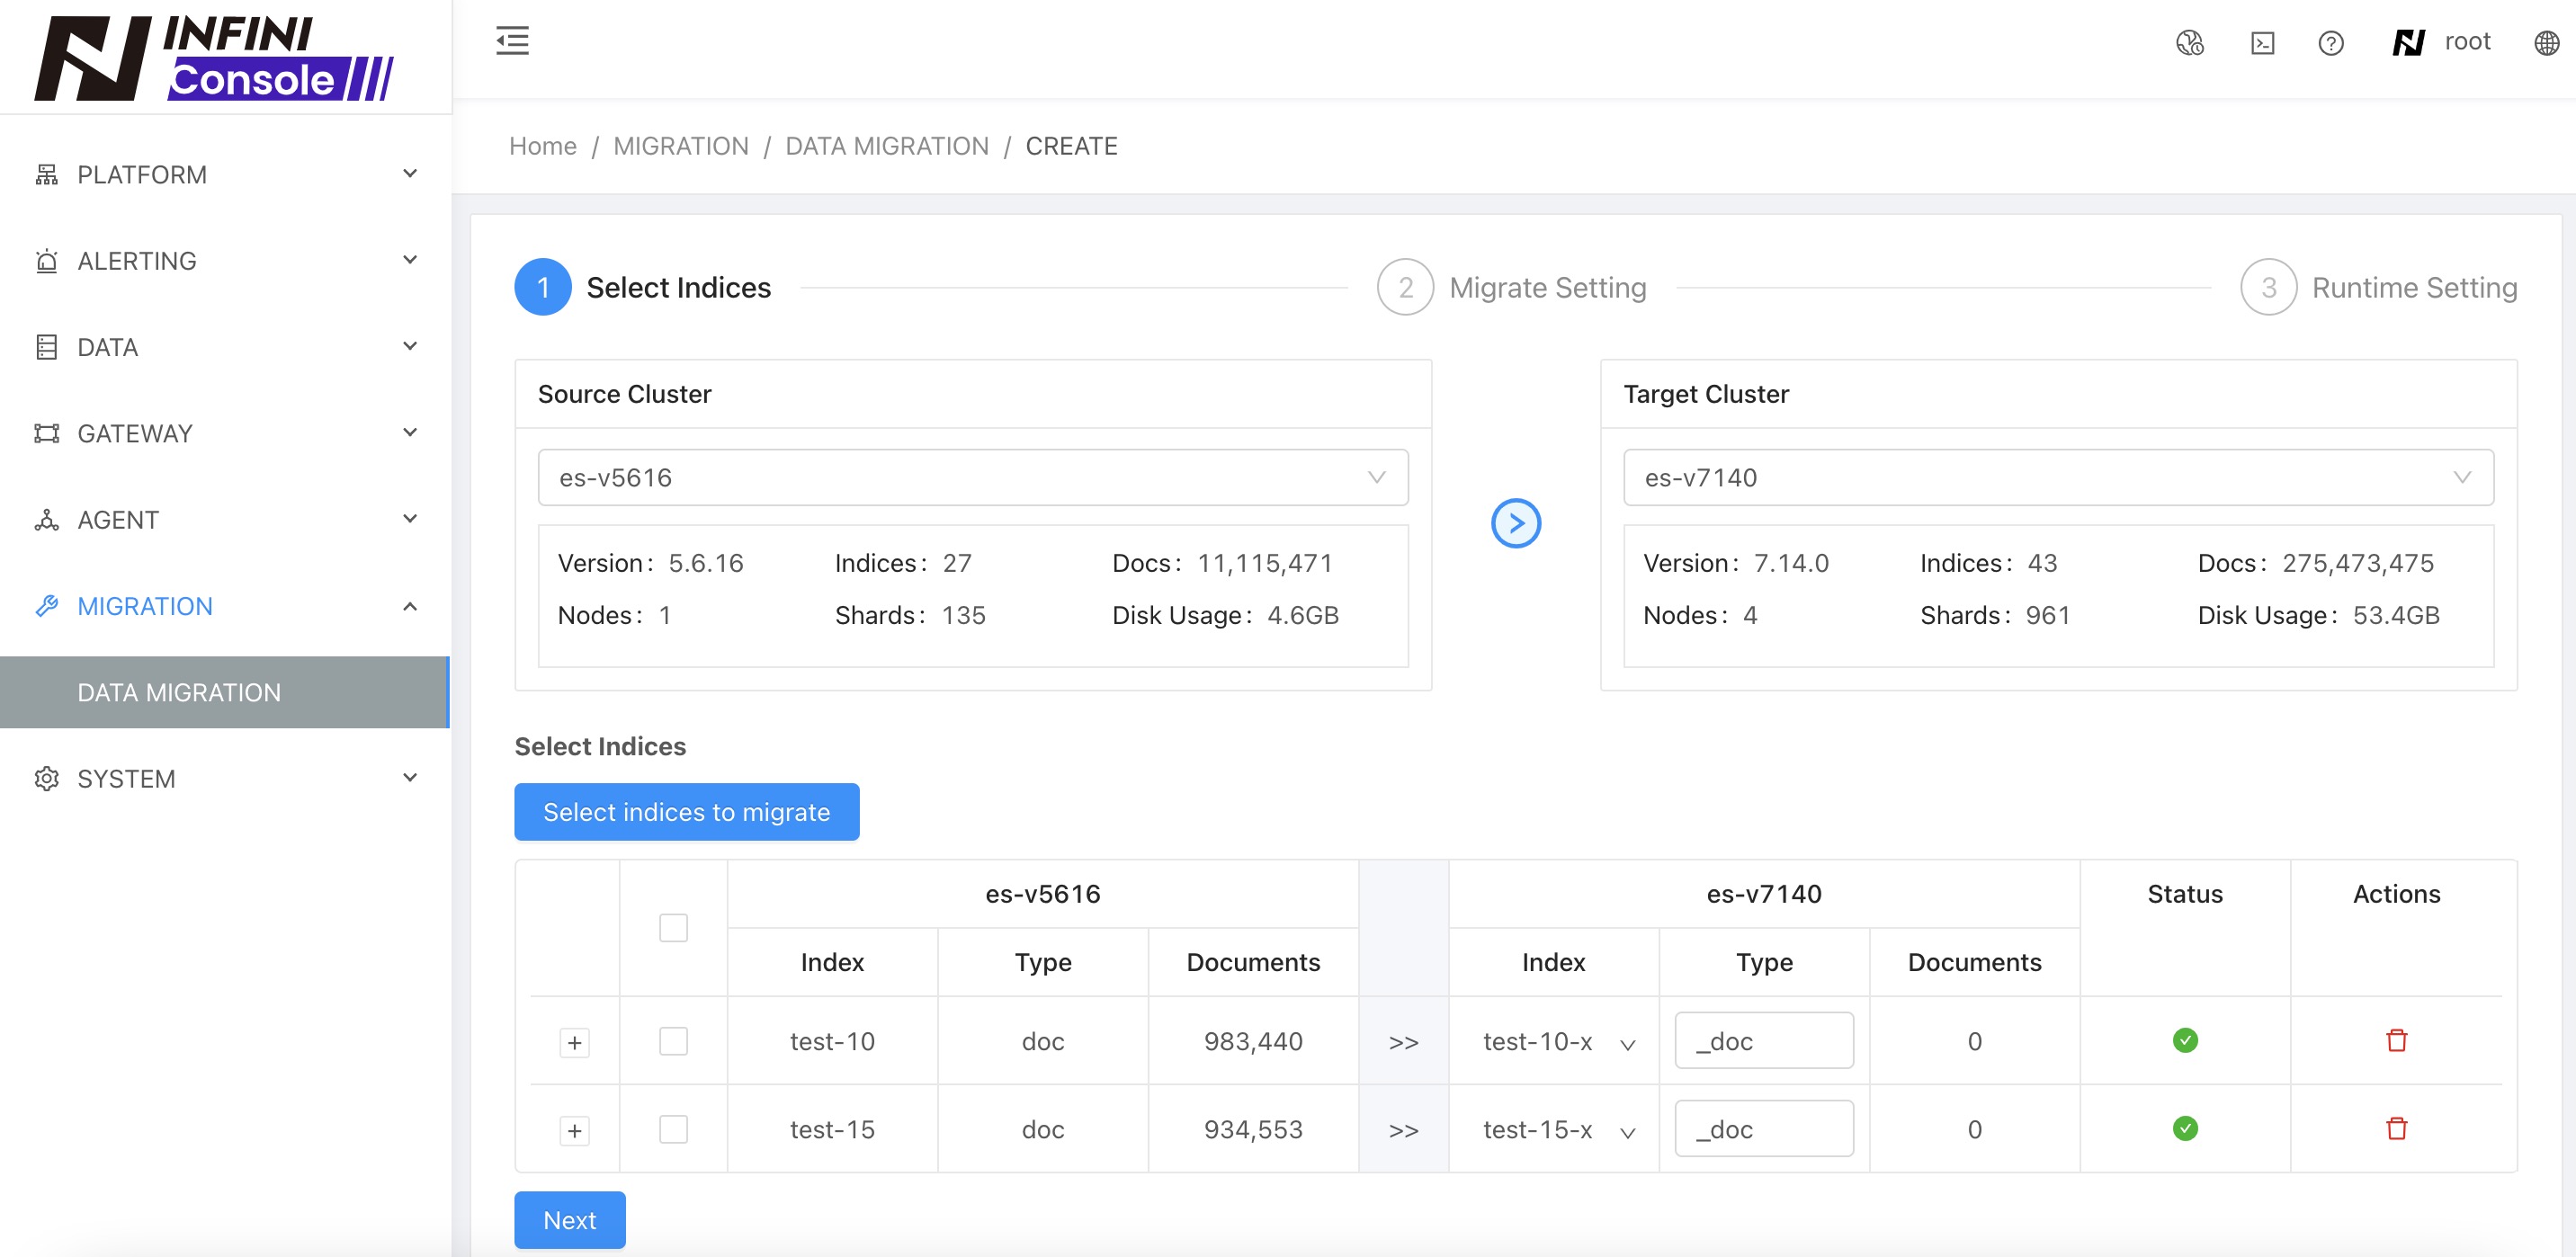 INFINI
Console
root
Home / MIGRATION / DATA MIGRATION / CREATE
PLATFORM
ALERTING
DATA
GATEWAY
AGENT
MIGRATION
DATA MIGRATION
SYSTEM
1 Select Indices 2 Migrate Setting 3 Runtime Setting
Source Cluster
es-v5616
Version: 5.6.16 Indices: 27 Docs: 11,115,471
Nodes: 1 Shards: 135 Disk Usage: 4.6GB
Target Cluster
es-v7140
Version: 7.14.0 Indices: 43 Docs: 275,473,475
Nodes: 4 Shards: 961 Disk Usage: 53.4GB
Select Indices
Select indices to migrate
es-v5616 es-v7140 Status Actions
Index Type Documents Index Type Documents
test-10 doc 983,440 >> test-10-x _doc 0
test-15 doc 934,553 >> test-15-x _doc 0
Next